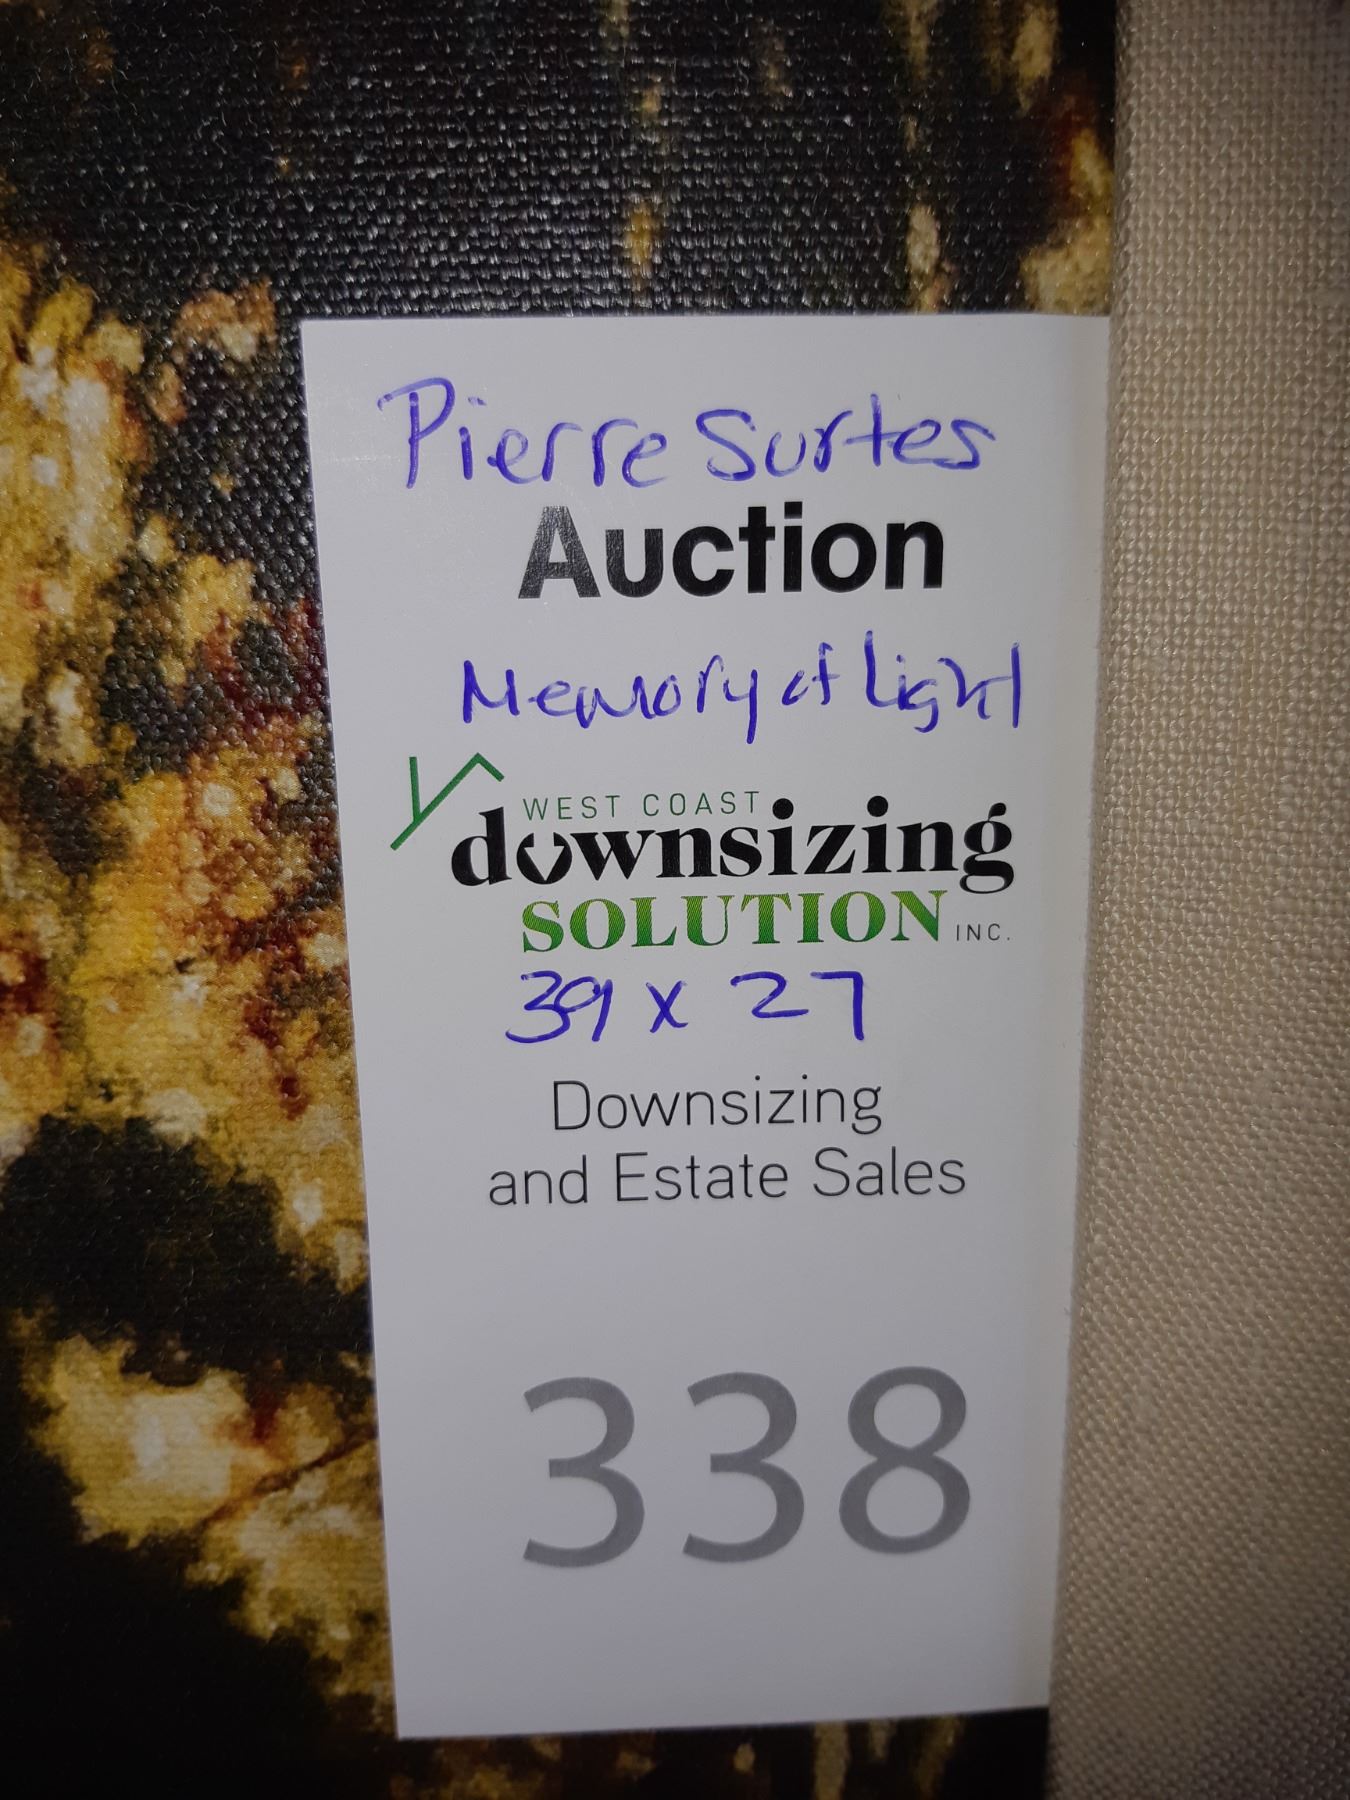 Pierre Surtes
Auction
Memory of Light
WEST COAST
downsizing
SOLUTION INC.
39 x 27
Downsizing
and Estate Sales
338